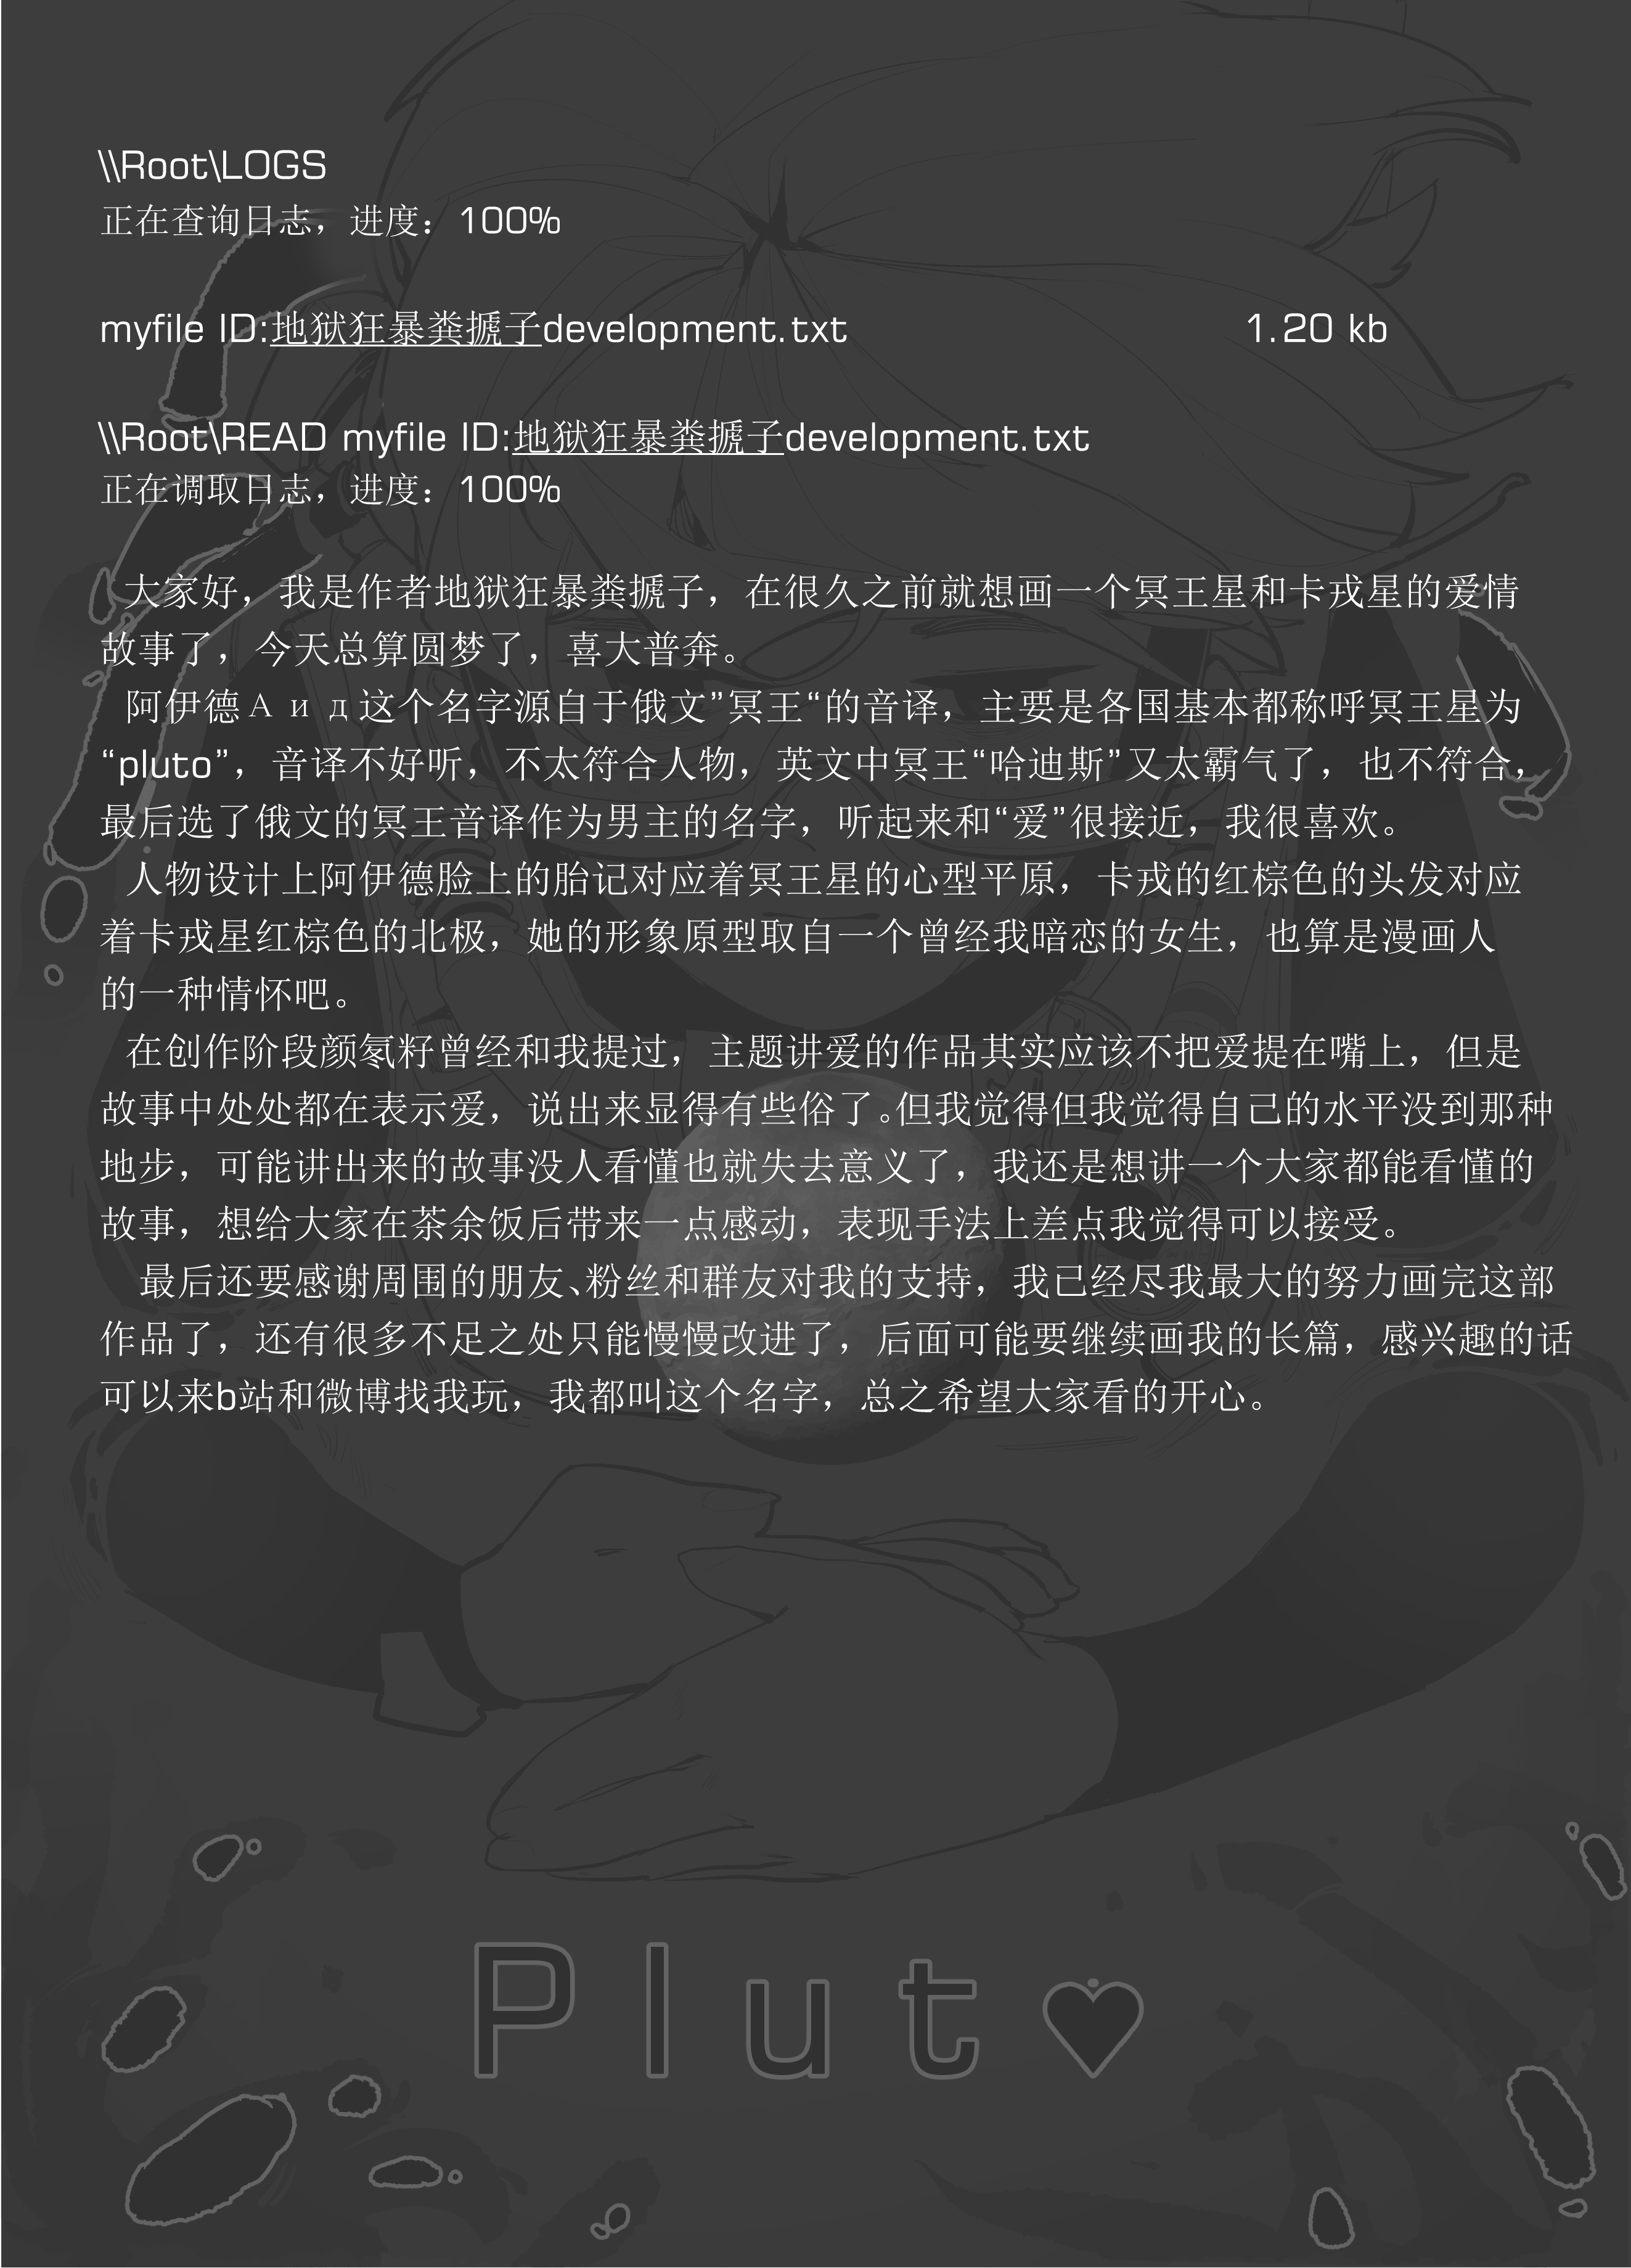 \\Root\LOGS
正在查询日志，进度：100%
myfile ID:地狱狂暴粪搋子development.txt 1.20 kb
\\Root\READ myfile ID:地狱狂暴粪搋子development.txt
正在调取日志，进度：100%
大家好，我是作者地狱狂暴粪搋子，在很久之前就想画一个冥王星和卡戎星的爱情
故事了，今天总算圆梦了，喜大普奔。
阿伊德Аид这个名字源自于俄文”冥王“的音译，主要是各国基本都称呼冥王星为
“pluto”，音译不好听，不太符合人物，英文中冥王“哈迪斯”又太霸气了，也不符合，
最后选了俄文的冥王音译作为男主的名字，听起来和“爱”很接近，我很喜欢。
人物设计上阿伊德脸上的胎记对应着冥王星的心型平原，卡戎的红棕色的头发对应
着卡戎星红棕色的北极，她的形象原型取自一个曾经我暗恋的女生，也算是漫画人
的一种情怀吧。
在创作阶段颜氡籽曾经和我提过，主题讲爱的作品其实应该不把爱提在嘴上，但是
故事中处处都在表示爱，说出来显得有些俗了。但我觉得但我觉得自己的水平没到那种
地步，可能讲出来的故事没人看懂也就失去意义了，我还是想讲一个大家都能看懂的
故事，想给大家在茶余饭后带来一点感动，表现手法上差点我觉得可以接受。
最后还要感谢周围的朋友、粉丝和群友对我的支持，我已经尽我最大的努力画完这部
作品了，还有很多不足之处只能慢慢改进了，后面可能要继续画我的长篇，感兴趣的话
可以来b站和微博找我玩，我都叫这个名字，总之希望大家看的开心。
Plut♥